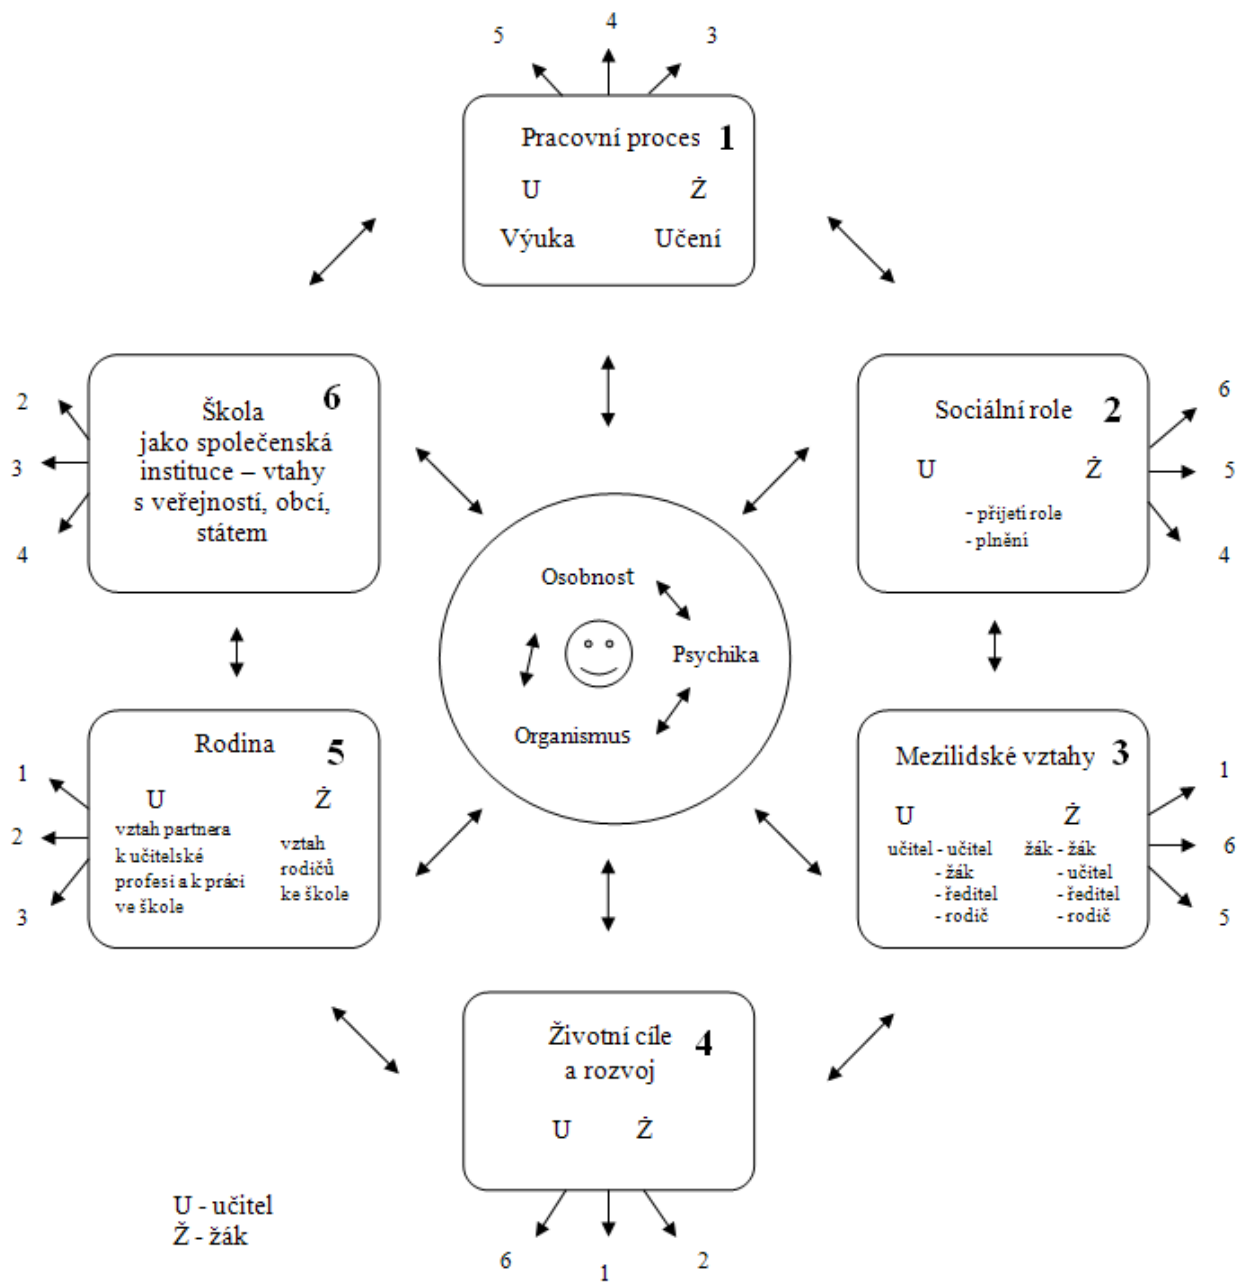 5 4 3
Pracovní proces 1
U Ž
Výuka Učení
6
Škola
jako společenská
instituce – vtahy
s veřejností, obcí,
státem
2
3
4
Sociální role 2
U Ž
- přijetí role
- plnění
6
5
4
Osobnost
Psychika
Organismus
Rodina 5
U Ž
vztah partnera
k učitelské
profesi a k práci
ve škole
vztah
rodičů
ke škole
1
2
3
Mezilidské vztahy 3
U Ž
učitel - učitel
- žák
- ředitel
- rodič
žák - žák
- učitel
- ředitel
- rodič
1
6
5
Životní cíle
a rozvoj
4
U Ž
6 1 2
U - učitel
Ž - žák